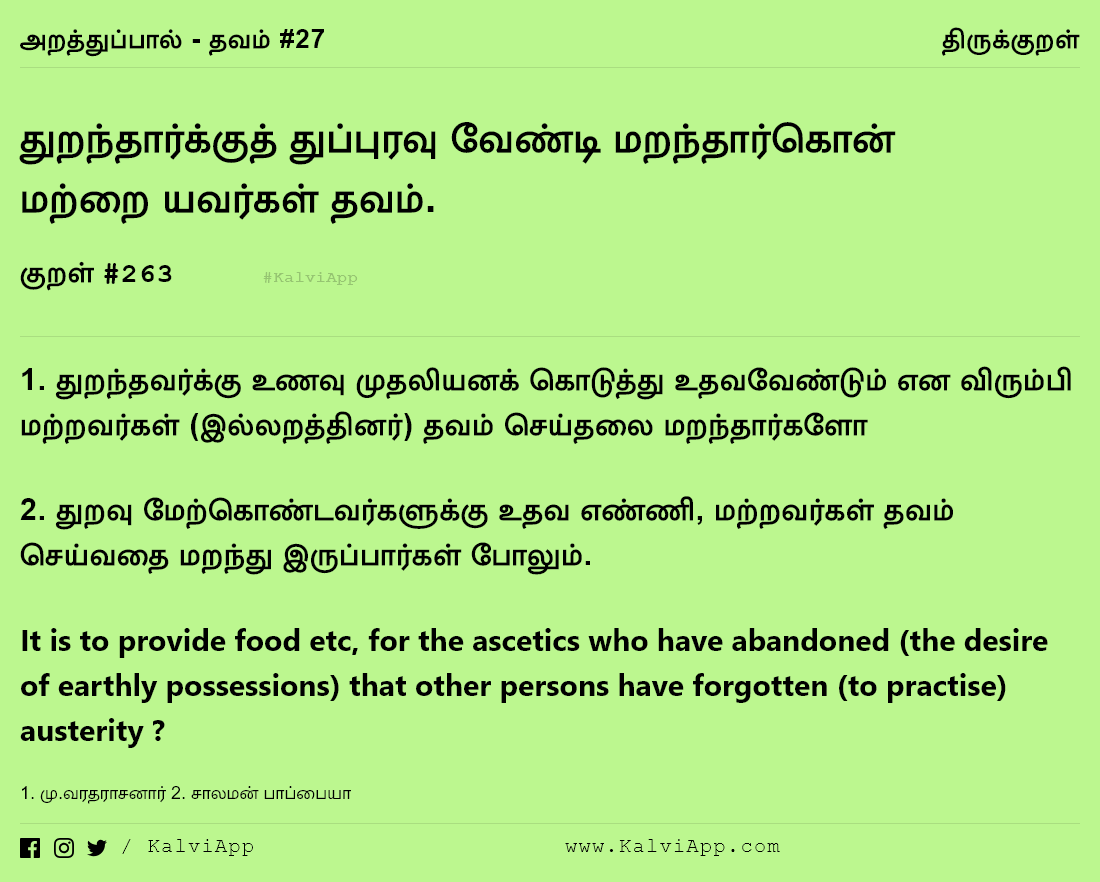 அறத்துப்பால் - தவம் #27
திருக்குறள்
துறந்தார்க்குத் துப்புரவு வேண்டி மறந்தார்கொன்
மற்றை யவர்கள் தவம்.
குறள் #263
#KalviApp
1. துறந்தவர்க்கு உணவு முதலியனக் கொடுத்து உதவவேண்டும் என விரும்பி
மற்றவர்கள் (இல்லறத்தினர்) தவம் செய்தலை மறந்தார்களோ
2. துறவு மேற்கொண்டவர்களுக்கு உதவ எண்ணி, மற்றவர்கள் தவம்
செய்வதை மறந்து இருப்பார்கள் போலும்.
It is to provide food etc, for the ascetics who have abandoned (the desire
of earthly possessions) that other persons have forgotten (to practise)
austerity ?
1. மு.வரதராசனார் 2. சாலமன் பாப்பையா
/ KalviApp
www.KalviApp.com